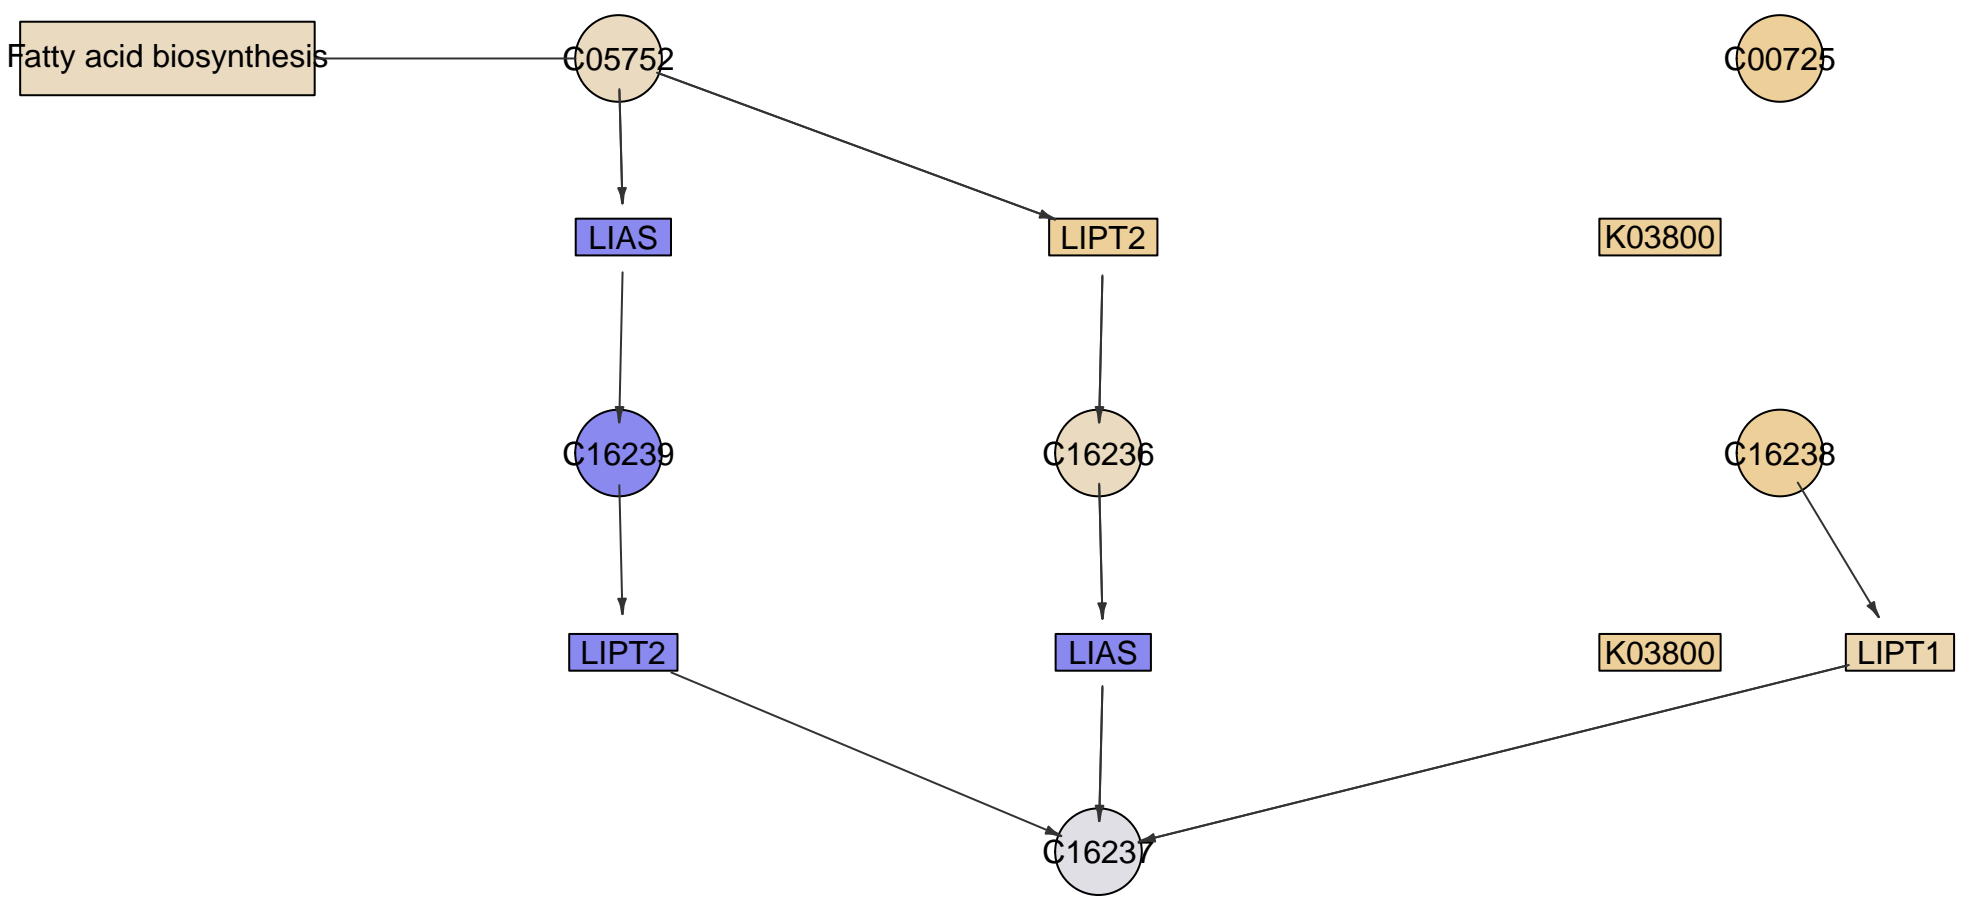 Fatty acid biosynthesis
C05752
C00725
LIAS
LIPT2
K03800
C16239
C16236
C16238
LIPT2
LIAS
K03800
LIPT1
C16237